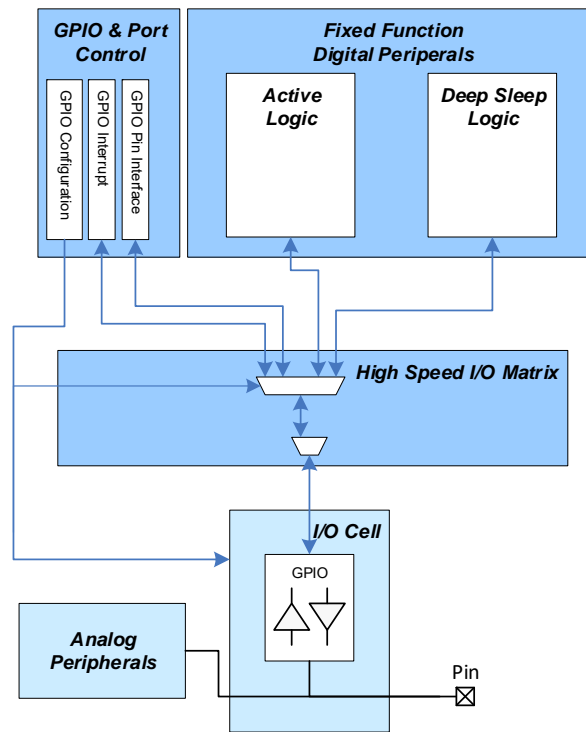 GPIO & Port
Control
GPIO Configuration
GPIO Interrupt
GPIO Pin Interface
Fixed Function
Digital Periperals
Active
Logic
Deep Sleep
Logic
High Speed I/O Matrix
I/O Cell
GPIO
Analog
Peripherals
Pin